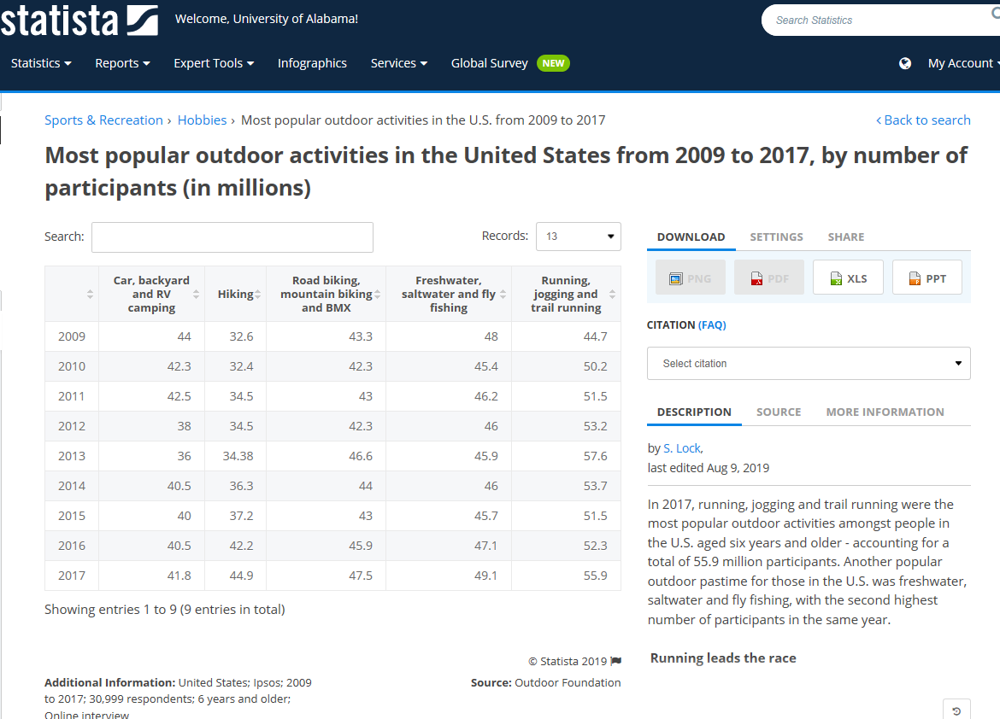 statista
Welcome, University of Alabama!
Search Statistics
Statistics Reports Expert Tools Infographics Services Global Survey NEW My Account
Sports & Recreation › Hobbies › Most popular outdoor activities in the U.S. from 2009 to 2017
‹ Back to search
Most popular outdoor activities in the United States from 2009 to 2017, by number of
participants (in millions)
Search:
Records: 13
Car, backyard and RV camping Hiking Road biking, mountain biking and BMX Freshwater, saltwater and fly fishing Running, jogging and trail running
2009 44 32.6 43.3 48 44.7
2010 42.3 32.4 42.3 45.4 50.2
2011 42.5 34.5 43 46.2 51.5
2012 38 34.5 42.3 46 53.2
2013 36 34.38 46.6 45.9 57.6
2014 40.5 36.3 44 46 53.7
2015 40 37.2 43 45.7 51.5
2016 40.5 42.2 45.9 47.1 52.3
2017 41.8 44.9 47.5 49.1 55.9
Showing entries 1 to 9 (9 entries in total)
© Statista 2019
Additional Information: United States; Ipsos; 2009
to 2017; 30,999 respondents; 6 years and older;
Online interview
Source: Outdoor Foundation
DOWNLOAD SETTINGS SHARE
PNG PDF XLS PPT
CITATION (FAQ)
Select citation
DESCRIPTION SOURCE MORE INFORMATION
by S. Lock,
last edited Aug 9, 2019
In 2017, running, jogging and trail running were the
most popular outdoor activities amongst people in
the U.S. aged six years and older - accounting for a
total of 55.9 million participants. Another popular
outdoor pastime for those in the U.S. was freshwater,
saltwater and fly fishing, with the second highest
number of participants in the same year.
Running leads the race